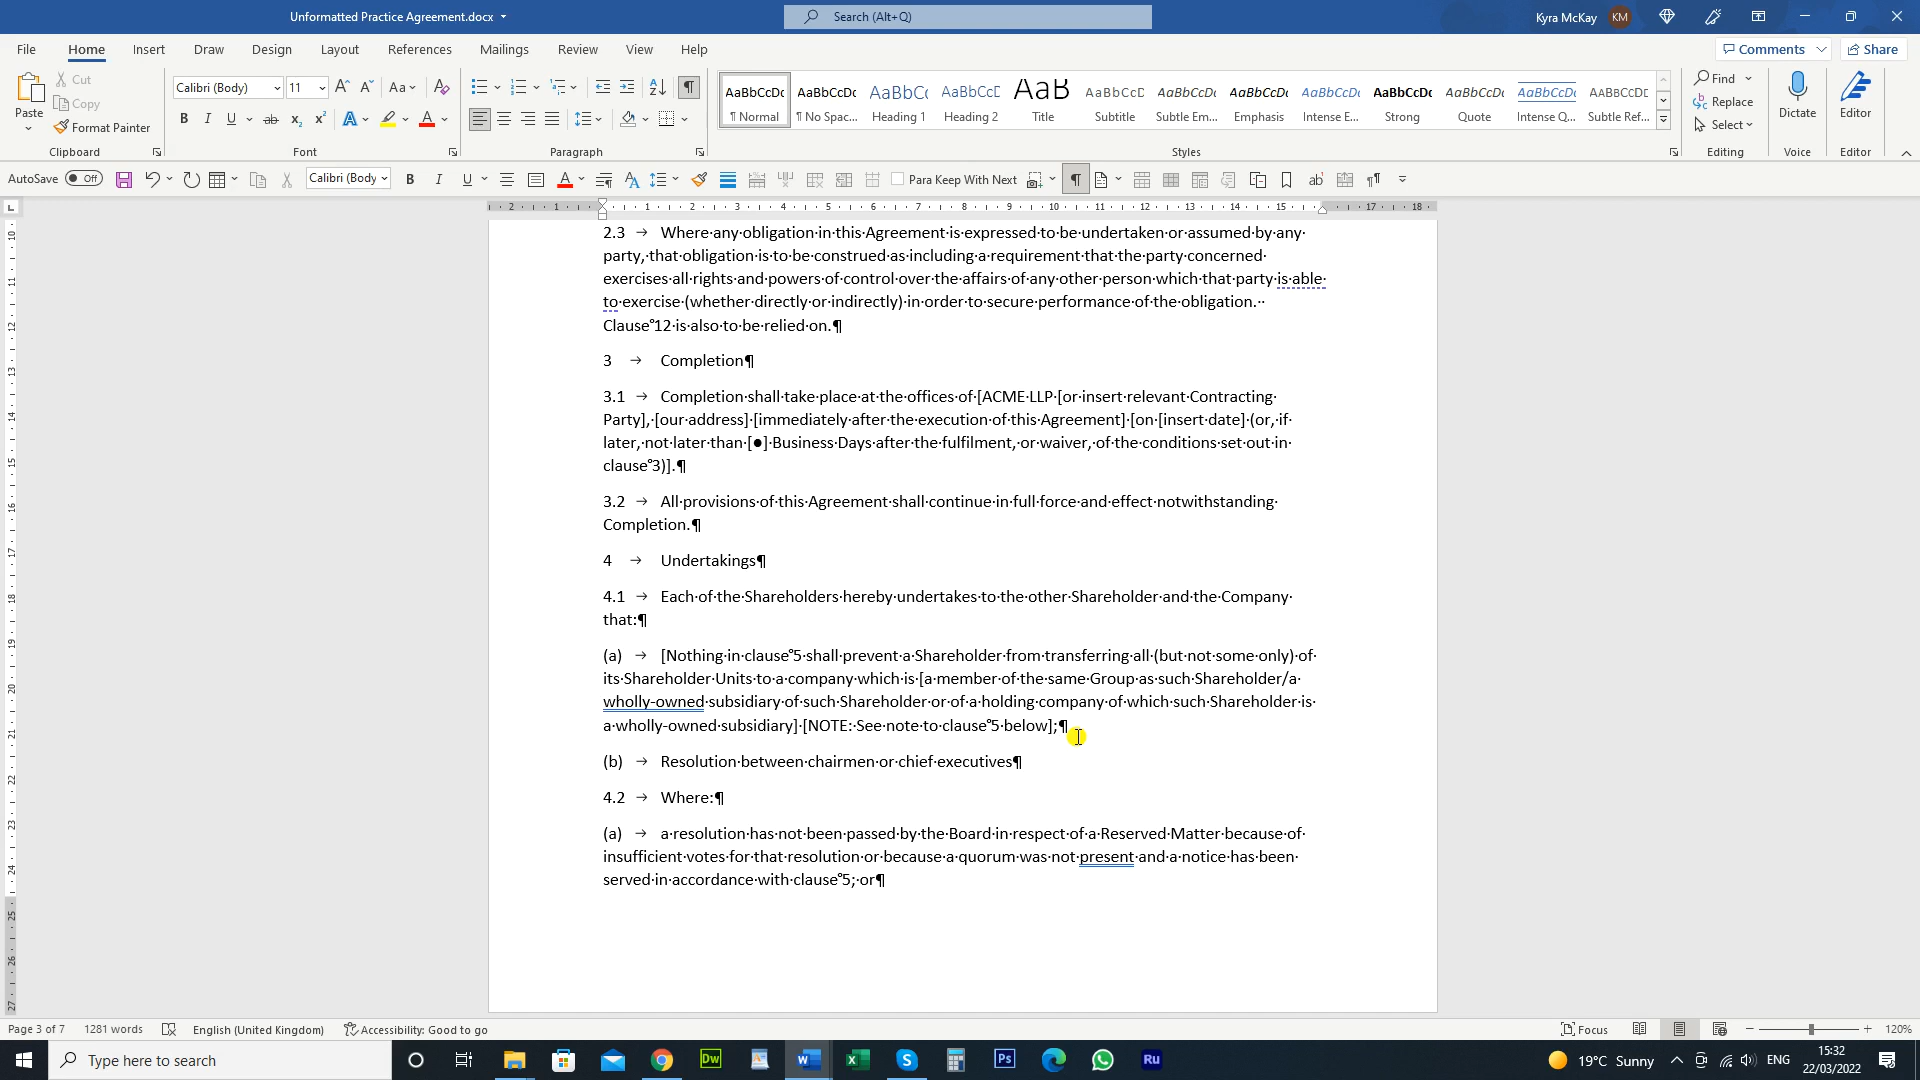 Unformatted Practice Agreement.docx
Search (Alt+Q)
Kyra McKay KM
File Home Insert Draw Design Layout References Mailings Review View Help
Comments Share
Paste
Cut
Copy
Format Painter
Clipboard
Calibri (Body) 11
Font
Paragraph
AaBbCcDc AaBbCcDc AaBbCc AaBbCcD AaB AaBbCcD AaBbCcDc AaBbCcDc AaBbCcDc AaBbCcDc AaBbCcDc AaBbCcDc AaBbCcDc
¶ Normal ¶ No Spac... Heading 1 Heading 2 Title Subtitle Subtle Em... Emphasis Intense E... Strong Quote Intense Q... Subtle Ref...
Styles
Find
Replace
Select
Editing
Dictate
Voice
Editor
Editor
AutoSave Off
Calibri (Body
Para Keep With Next
2.3 → Where·any·obligation·in·this·Agreement·is·expressed·to·be·undertaken·or·assumed·by·any·
party,·that·obligation·is·to·be·construed·as·including·a·requirement·that·the·party·concerned·
exercises·all·rights·and·powers·of·control·over·the·affairs·of·any·other·person·which·that·party·is·able·
to·exercise·(whether·directly·or·indirectly)·in·order·to·secure·performance·of·the·obligation.··
Clause°12·is·also·to·be·relied·on.¶
3 → Completion¶
3.1 → Completion·shall·take·place·at·the·offices·of·[ACME·LLP·[or·insert·relevant·Contracting·
Party],·[our·address]·[immediately·after·the·execution·of·this·Agreement]·[on·[insert·date]·(or,·if·
later,·not·later·than·[●]·Business·Days·after·the·fulfilment,·or·waiver,·of·the·conditions·set·out·in·
clause°3)].¶
3.2 → All·provisions·of·this·Agreement·shall·continue·in·full·force·and·effect·notwithstanding·
Completion.¶
4 → Undertakings¶
4.1 → Each·of·the·Shareholders·hereby·undertakes·to·the·other·Shareholder·and·the·Company·
that:¶
(a) → [Nothing·in·clause°5·shall·prevent·a·Shareholder·from·transferring·all·(but·not·some·only)·of·
its·Shareholder·Units·to·a·company·which·is·[a·member·of·the·same·Group·as·such·Shareholder/a·
wholly-owned·subsidiary·of·such·Shareholder·or·of·a·holding·company·of·which·such·Shareholder·is·
a·wholly-owned·subsidiary]·[NOTE:·See·note·to·clause°5·below];¶
(b) → Resolution·between·chairmen·or·chief·executives¶
4.2 → Where:¶
(a) → a·resolution·has·not·been·passed·by·the·Board·in·respect·of·a·Reserved·Matter·because·of·
insufficient·votes·for·that·resolution·or·because·a·quorum·was·not·present·and·a·notice·has·been·
served·in·accordance·with·clause°5;·or¶
Page 3 of 7 1281 words English (United Kingdom) Accessibility: Good to go
Focus 120%
Type here to search
19°C Sunny ENG
15:32
22/03/2022